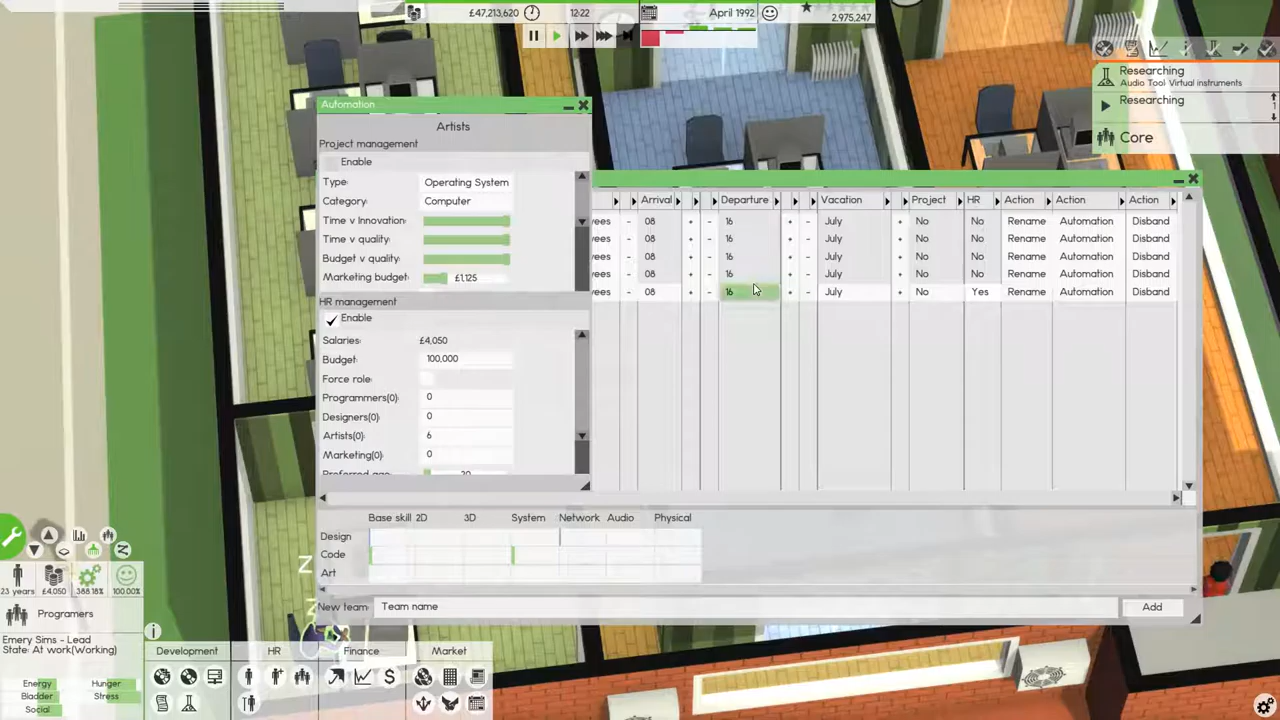 £47,213,620 12:22 April 1992 2.975,247
Researching
Audio Tool: Virtual instruments
Researching
Core
Automation
Artists
Project management
Enable
Type: Operating System
Category: Computer
Time v Innovation:
Time v quality:
Budget v quality:
Marketing budget: £1,125
HR management
Enable
Salaries: £4,050
Budget: 100,000
Force role:
Programmers(0): 0
Designers(0): 0
Artists(0): 6
Marketing(0): 0
Preferred age: 20
Arrival Departure Vacation Project HR Action Action Action
yees - 08 + - 16 + - July + No No Rename Automation Disband
yees - 08 + - 16 + - July + No No Rename Automation Disband
yees - 08 + - 16 + - July + No No Rename Automation Disband
yees - 08 + - 16 + - July + No No Rename Automation Disband
yees - 08 + - 16 + - July + No Yes Rename Automation Disband
Base skill 2D 3D System Network Audio Physical
Design
Code
Art
New team: Team name Add
Z
23 years £4,050 388.18% 100.00%
Programers
Emery Sims - Lead
State: At work(Working)
Energy Hunger
Bladder Stress
Social
Development HR Finance Market